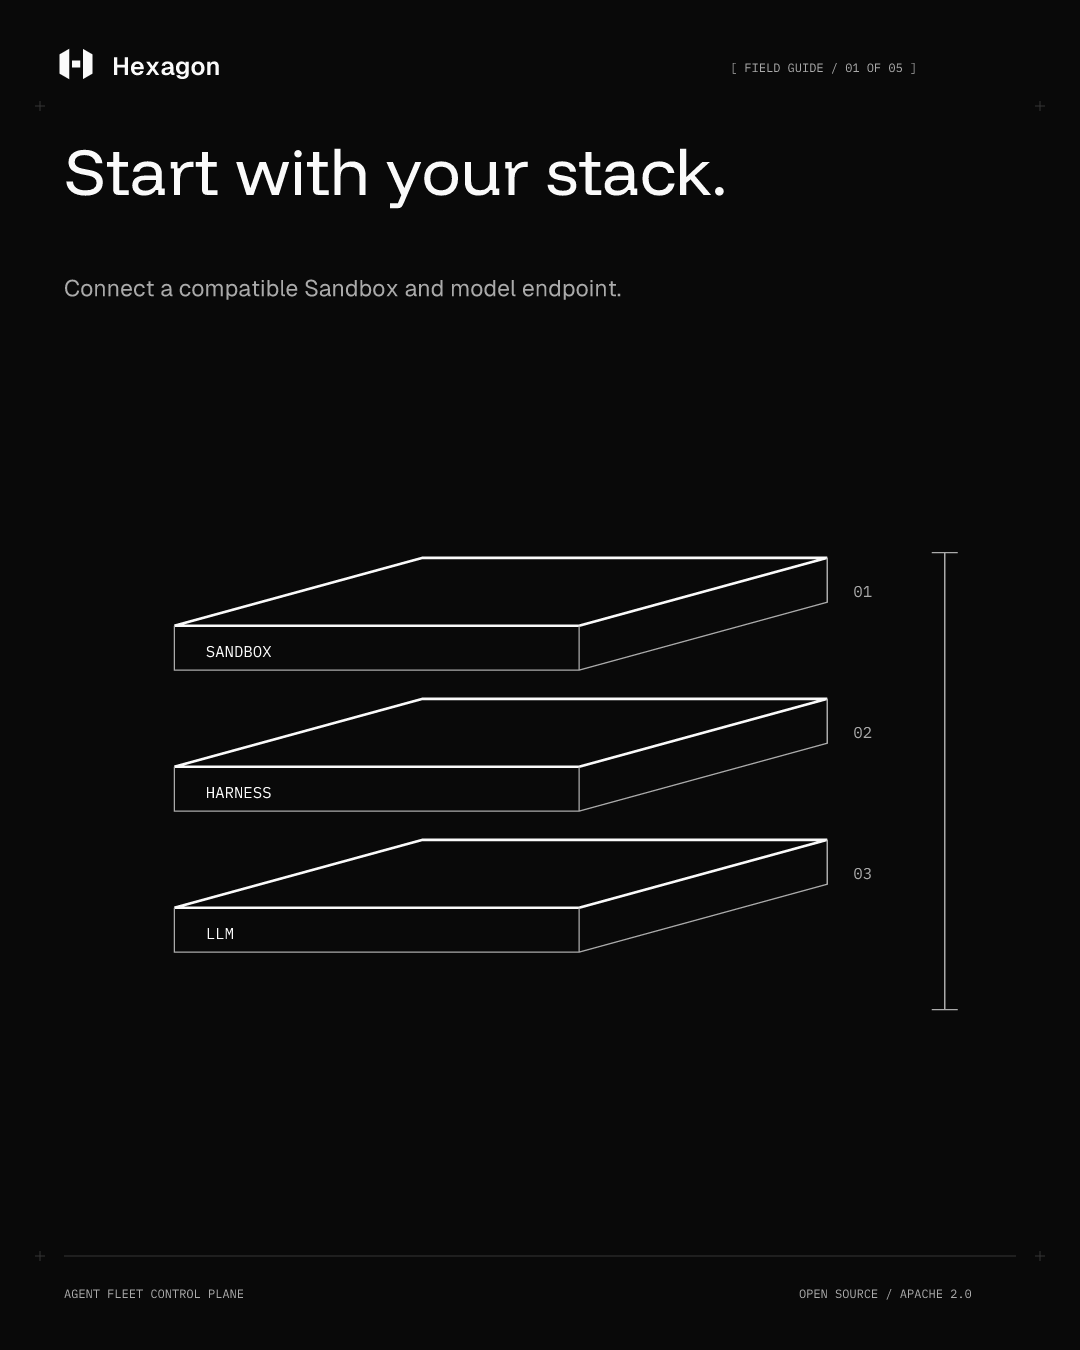 Hexagon
[ FIELD GUIDE / 01 OF 05 ]
Start with your stack.
Connect a compatible Sandbox and model endpoint.
01
SANDBOX
02
HARNESS
03
LLM
AGENT FLEET CONTROL PLANE
OPEN SOURCE / APACHE 2.0